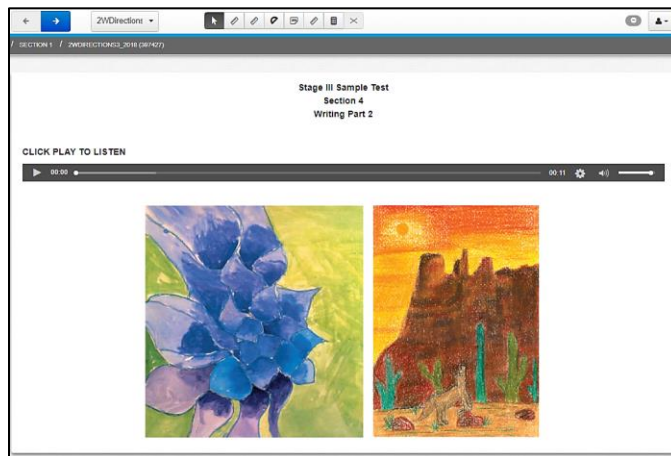 2WDirections
/ SECTION 1 / 2WDIRECTIONS3_2018 (387427)
Stage III Sample Test
Section 4
Writing Part 2
CLICK PLAY TO LISTEN
00:00
00:11